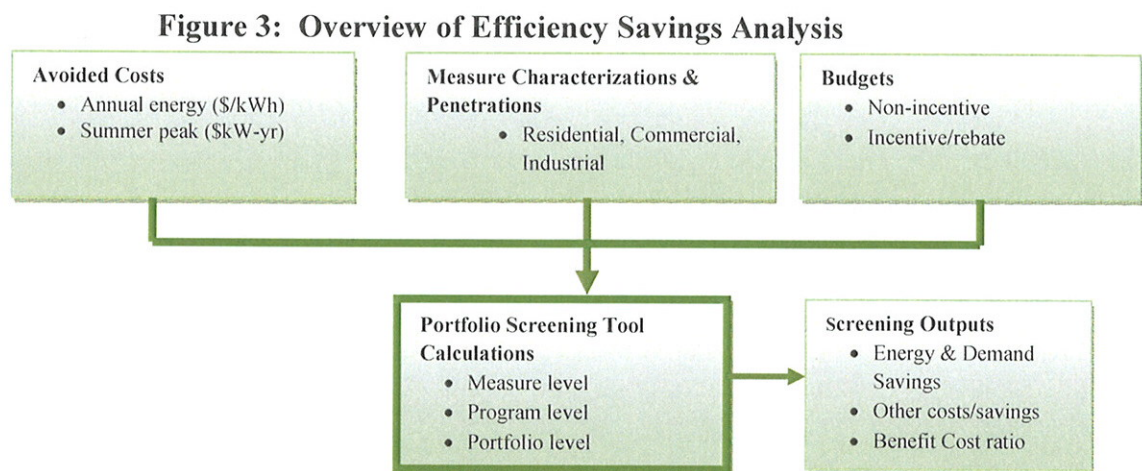 Figure 3: Overview of Efficiency Savings Analysis
Avoided Costs
• Annual energy ($/kWh)
• Summer peak ($kW-yr)
Measure Characterizations &
Penetrations
• Residential, Commercial,
Industrial
Budgets
• Non-incentive
• Incentive/rebate
Portfolio Screening Tool
Calculations
• Measure level
• Program level
• Portfolio level
Screening Outputs
• Energy & Demand
Savings
• Other costs/savings
• Benefit Cost ratio